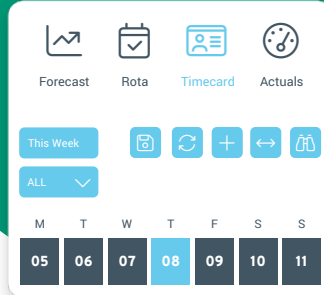 Forecast Rota Timecard Actuals
This Week
ALL
M T W T F S S
05 06 07 08 09 10 11